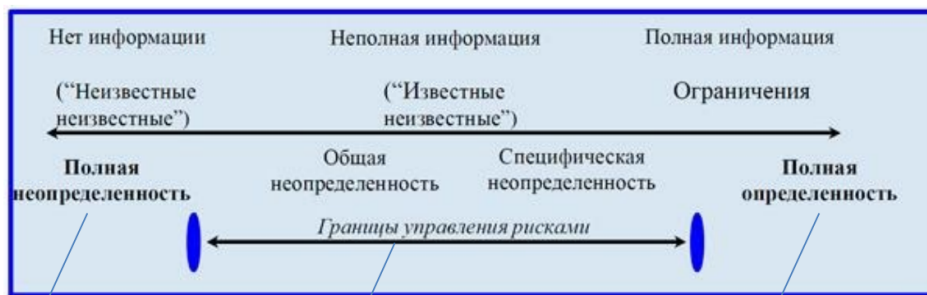 Нет информации
Неполная информация
Полная информация
(“Неизвестные
неизвестные”)
(“Известные
неизвестные”)
Ограничения
Полная
неопределенность
Общая
неопределенность
Специфическая
неопределенность
Полная
определенность
Границы управления рисками